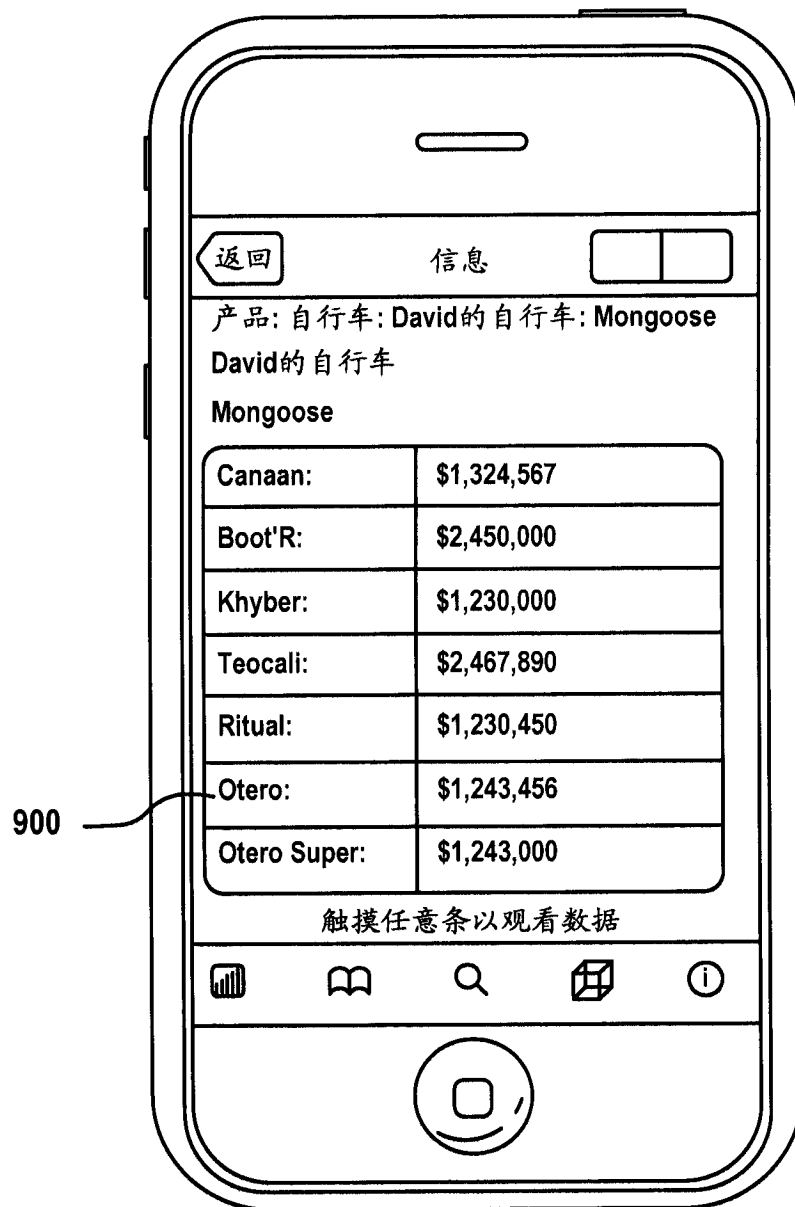 返回 信息
产品: 自行车: David的自行车: Mongoose
David的自行车
Mongoose
Canaan: $1,324,567
Boot'R: $2,450,000
Khyber: $1,230,000
Teocali: $2,467,890
Ritual: $1,230,450
Otero: $1,243,456
900
Otero Super: $1,243,000
触摸任意条以观看数据